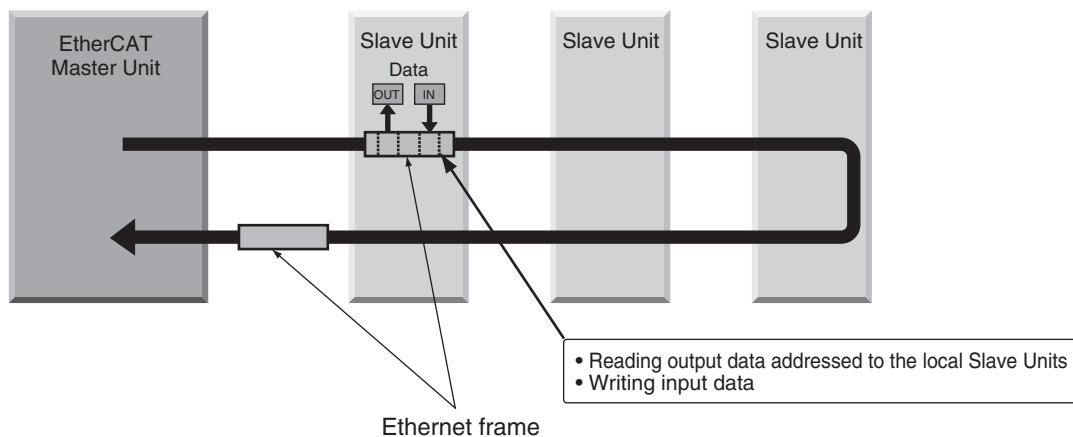 EtherCAT
Master Unit
Slave Unit
Data
OUT
IN
Slave Unit
Slave Unit
• Reading output data addressed to the local Slave Units
• Writing input data
Ethernet frame